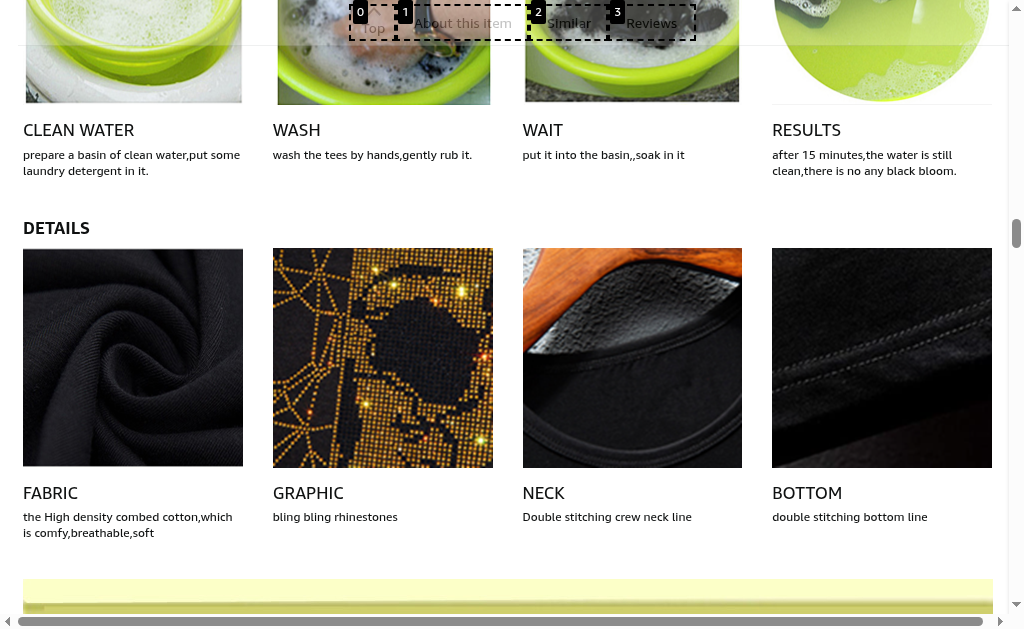 0 1 2 3
Top About this item Similar Reviews
CLEAN WATER
prepare a basin of clean water,put some
laundry detergent in it.
WASH
wash the tees by hands,gently rub it.
WAIT
put it into the basin,,soak in it
RESULTS
after 15 minutes,the water is still
clean,there is no any black bloom.
DETAILS
FABRIC
the High density combed cotton,which
is comfy,breathable,soft
GRAPHIC
bling bling rhinestones
NECK
Double stitching crew neck line
BOTTOM
double stitching bottom line